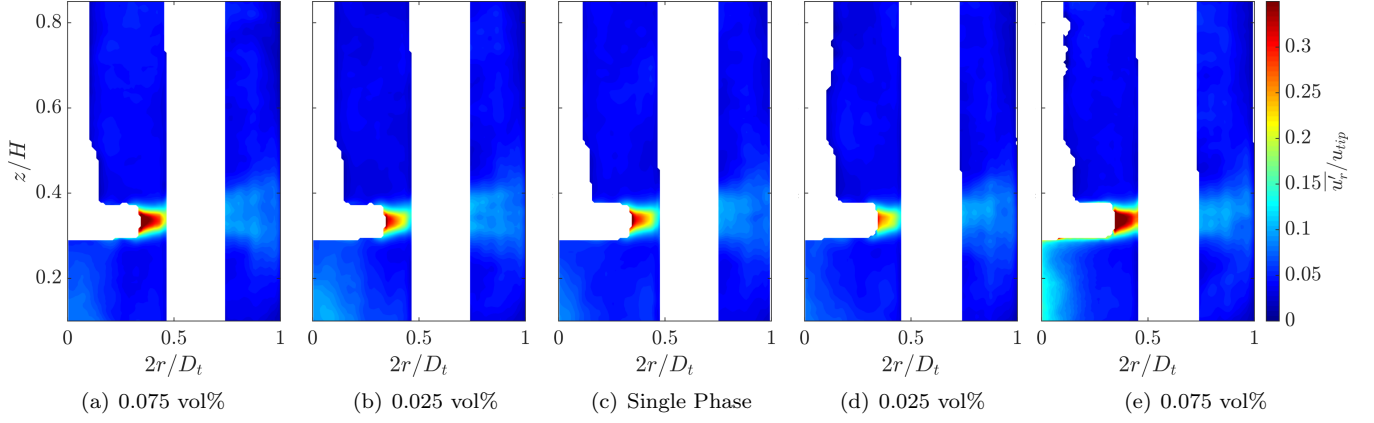 0.8
0.6
0.4
0.2
z/H
0 0.5 1
0 0.5 1
0 0.5 1
0 0.5 1
0 0.5 1
2r/D_t
2r/D_t
2r/D_t
2r/D_t
2r/D_t
0.3
0.25
0.2
0.15
0.1
0.05
0
\overline{u'_r}/u_{tip}
(a) 0.075 vol%
(b) 0.025 vol%
(c) Single Phase
(d) 0.025 vol%
(e) 0.075 vol%